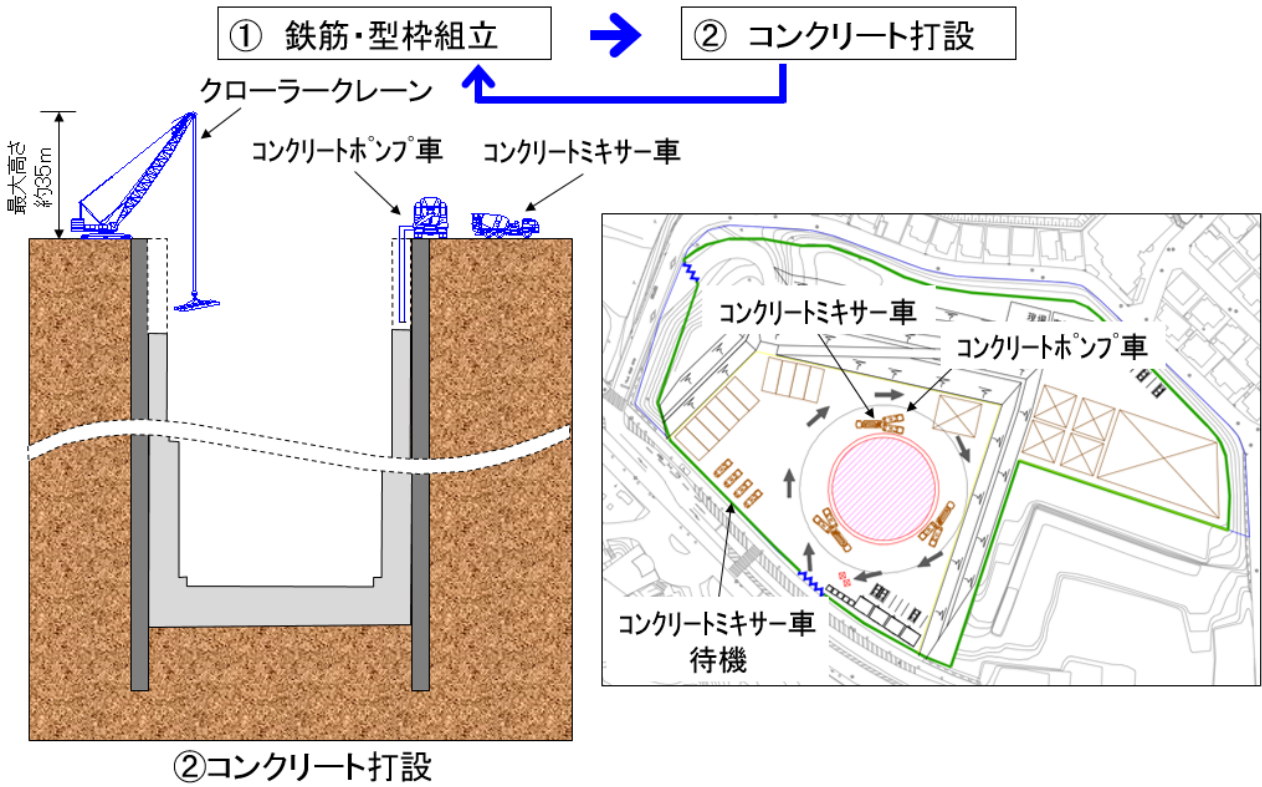 ① 鉄筋・型枠組立
② コンクリート打設
クローラークレーン
最大高さ
約35m
コンクリートポンプ車
コンクリートミキサー車
コンクリートミキサー車
コンクリートポンプ車
コンクリートミキサー車
待機
②コンクリート打設